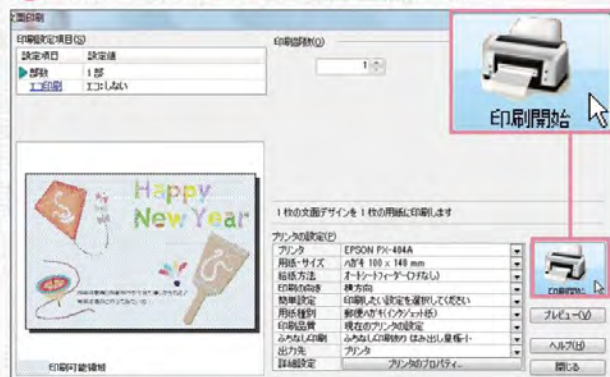 文面印刷
印刷設定項目(S)
設定項目 設定値
部数 1 部
エコ印刷 エコ:しない
印刷部数(O)
1
印刷開始
Happy
New Year
印刷可能領域
1 枚の文面デザインを 1 枚の用紙に印刷します
プリンタの設定(P)
プリンタ EPSON PX-404A
用紙・サイズ ハガキ 100 x 148 mm
給紙方法 オートシートフィーダー(フチなし)
印刷の向き 横方向
簡単設定 印刷したい設定を選択してください
用紙種別 郵便ハガキ(インクジェット紙)
印刷品質 現在のプリンタの設定
ふちなし印刷 ふちなし印刷あり はみ出し量:
出力先 プリンタ
詳細設定 プリンタのプロパティ...
印刷開始
プレビュー(V)
ヘルプ(H)
閉じる